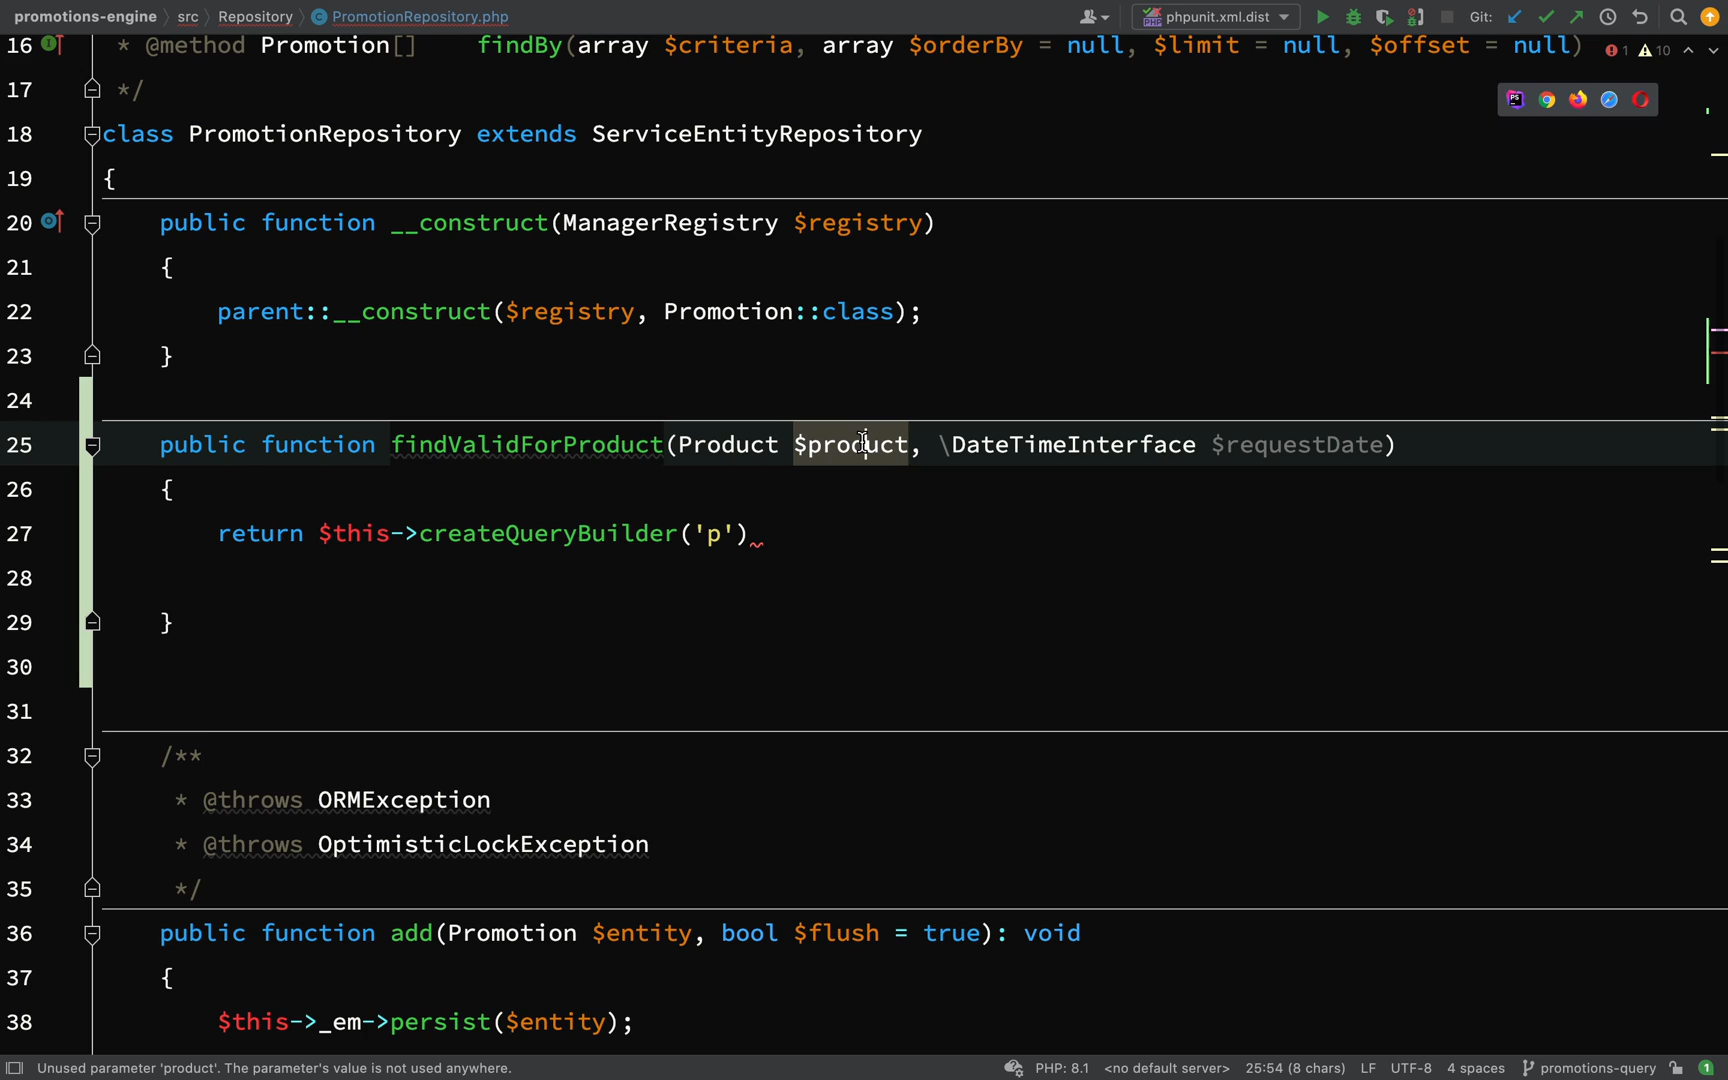 promotions-engine src Repository PromotionRepository.php phpunit.xml.dist Git:
16 * @method Promotion[]    findBy(array $criteria, array $orderBy = null, $limit = null, $offset = null) 1 10
17 */
18 class PromotionRepository extends ServiceEntityRepository
19 {
20 public function __construct(ManagerRegistry $registry)
21 {
22 parent::__construct($registry, Promotion::class);
23 }
24
25 public function findValidForProduct(Product $product, \DateTimeInterface $requestDate)
26 {
27 return $this->createQueryBuilder('p')
28
29 }
30
31
32 /**
33 * @throws ORMException
34 * @throws OptimisticLockException
35 */
36 public function add(Promotion $entity, bool $flush = true): void
37 {
38 $this->_em->persist($entity);
Unused parameter 'product'. The parameter's value is not used anywhere. PHP: 8.1 <no default server> 25:54 (8 chars) LF UTF-8 4 spaces promotions-query 1